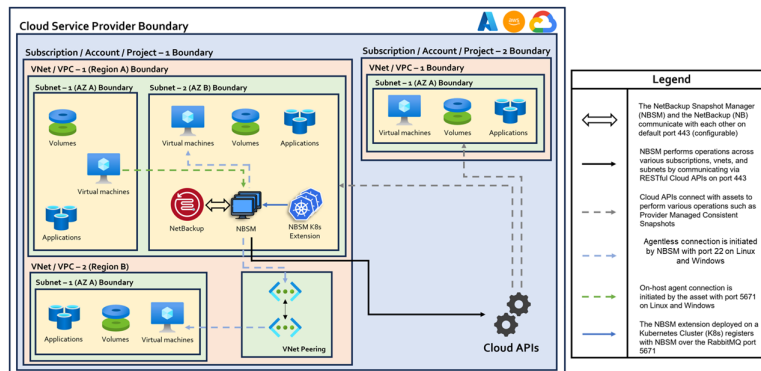 Cloud Service Provider Boundary
aws
Subscription / Account / Project – 1 Boundary
VNet / VPC – 1 (Region A) Boundary
Subnet – 1 (AZ A) Boundary
Volumes
Virtual machines
Applications
Subnet – 2 (AZ B) Boundary
Virtual machines
Volumes
Applications
NetBackup
NBSM
NBSM K8s
Extension
VNet / VPC – 2 (Region B)
Subnet – 1 (AZ A) Boundary
Applications
Volumes
Virtual machines
VNet Peering
Subscription / Account / Project – 2 Boundary
VNet / VPC – 1 Boundary
Subnet – 1 (AZ A) Boundary
Virtual machines
Volumes
Applications
Cloud APIs
Legend
The NetBackup Snapshot Manager
(NBSM) and the NetBackup (NB)
communicate with each other on
default port 443 (configurable)
NBSM performs operations across
various subscriptions, vnets, and
subnets by communicating via
RESTful Cloud APIs on port 443
Cloud APIs connect with assets to
perform various operations such as
Provider Managed Consistent
Snapshots
Agentless connection is initiated
by NBSM with port 22 on Linux
and Windows
On-host agent connection is
initiated by the asset with port 5671
on Linux and Windows
The NBSM extension deployed on a
Kubernetes Cluster (K8s) registers
with NBSM over the RabbitMQ port
5671